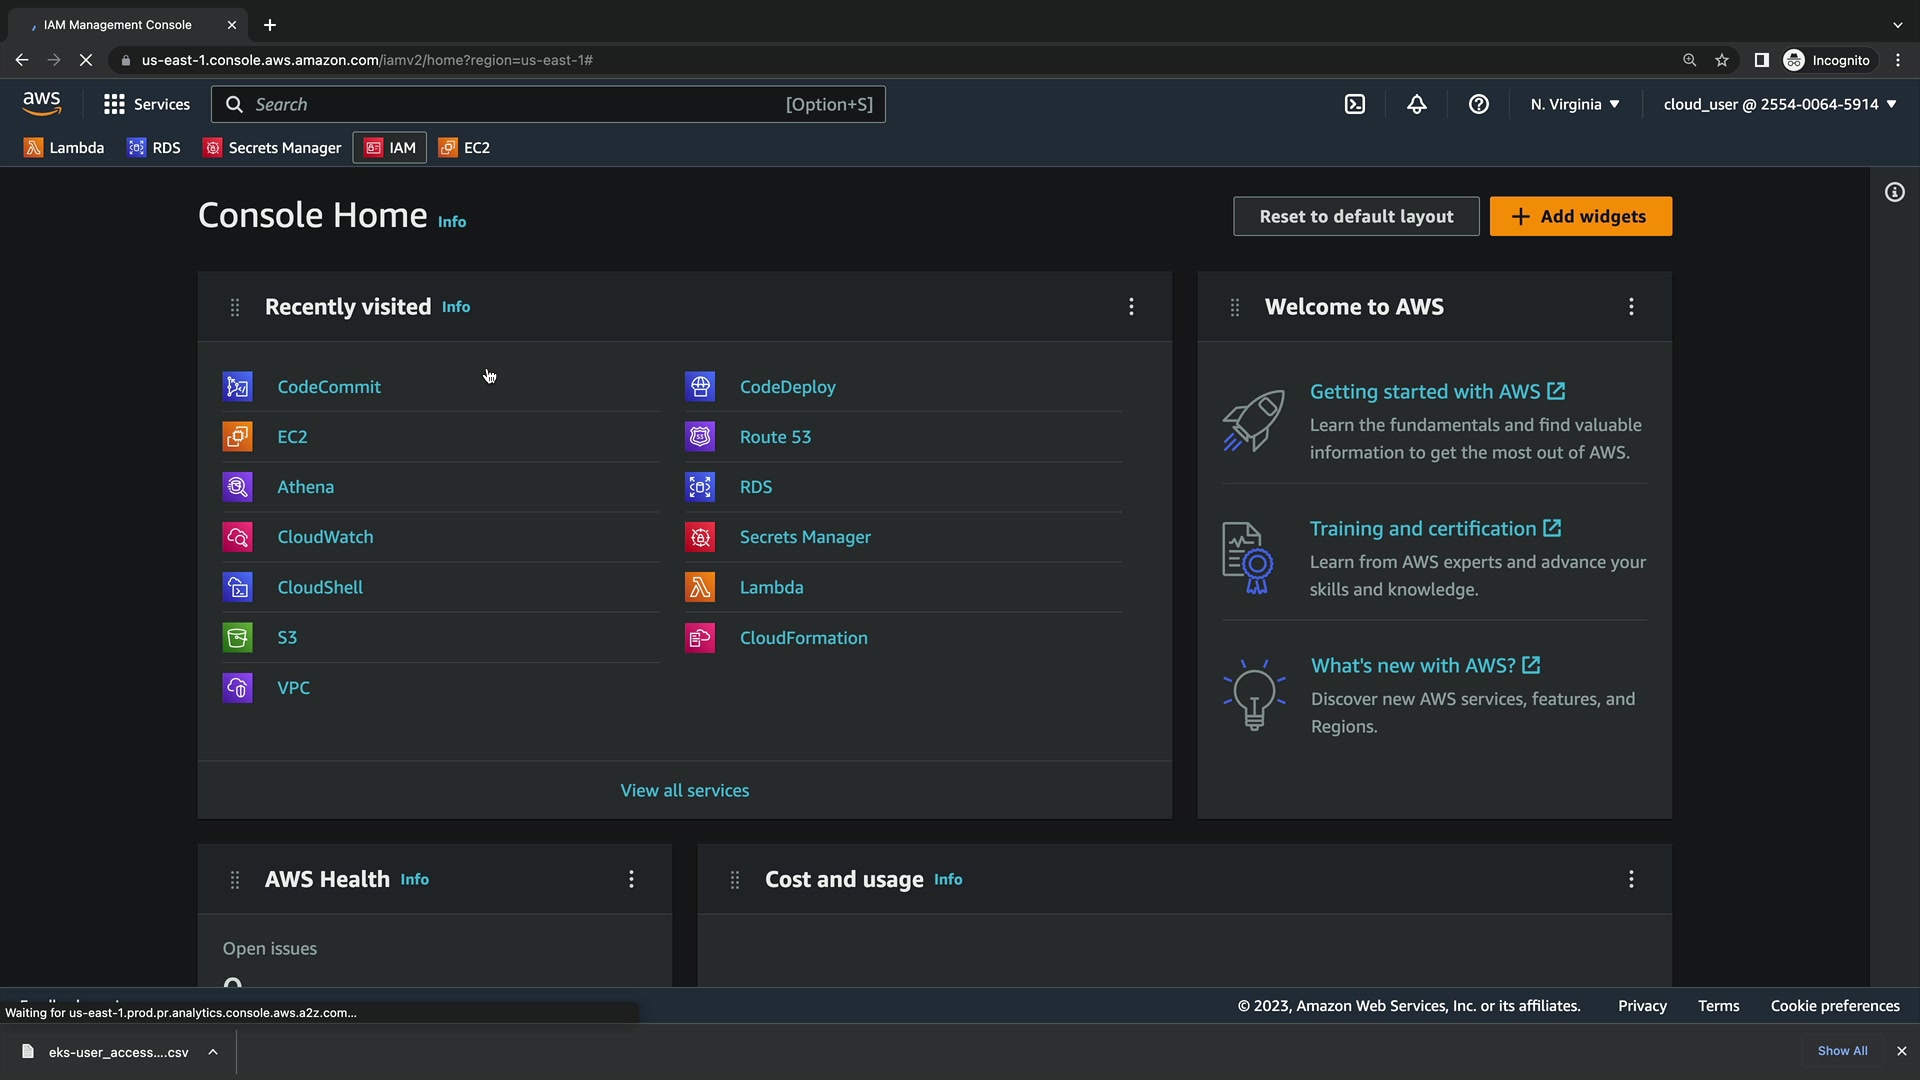 IAM Management Console
us-east-1.console.aws.amazon.com/iamv2/home?region=us-east-1#
Incognito
aws
Services
Search
[Option+S]
N. Virginia
cloud_user @ 2554-0064-5914
Lambda
RDS
Secrets Manager
IAM
EC2
Console Home Info
Reset to default layout
Add widgets
Recently visited Info
CodeCommit
EC2
Athena
CloudWatch
CloudShell
S3
VPC
CodeDeploy
Route 53
RDS
Secrets Manager
Lambda
CloudFormation
View all services
Welcome to AWS
Getting started with AWS
Learn the fundamentals and find valuable
information to get the most out of AWS.
Training and certification
Learn from AWS experts and advance your
skills and knowledge.
What's new with AWS?
Discover new AWS services, features, and
Regions.
AWS Health Info
Open issues
Cost and usage Info
Waiting for us-east-1.prod.pr.analytics.console.aws.a2z.com...
© 2023, Amazon Web Services, Inc. or its affiliates.
Privacy
Terms
Cookie preferences
eks-user_access....csv
Show All